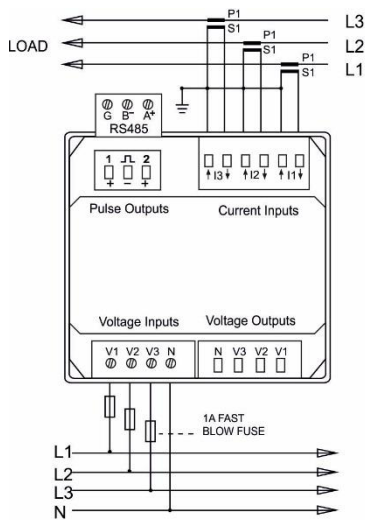 P1 L3
S1
LOAD P1 L2
S1
P1 L1
S1
G B− A+
RS485
1 ⎍ 2
+ − +
↑ I3 ↓ ↑ I2 ↓ ↑ I1 ↓
Pulse Outputs Current Inputs
Voltage Inputs Voltage Outputs
V1 V2 V3 N N V3 V2 V1
1A FAST
BLOW FUSE
L1
L2
L3
N